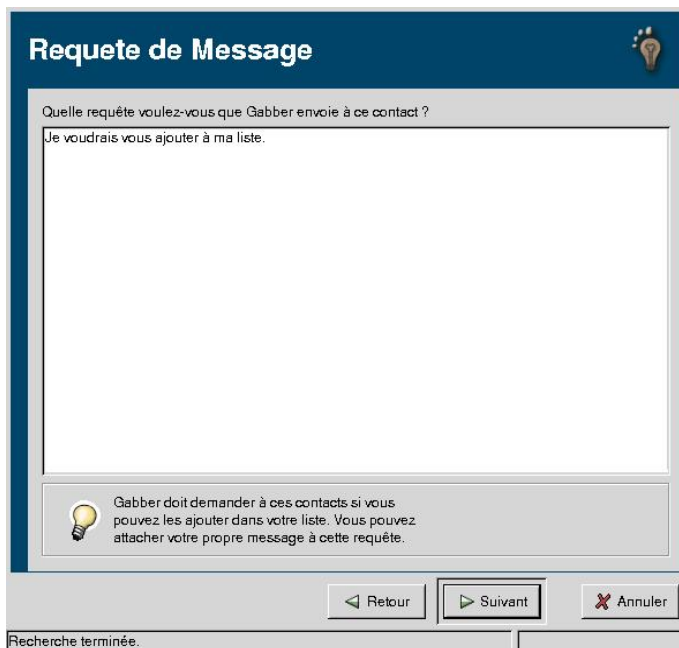 Requete de Message
Quelle requête voulez-vous que Gabber envoie à ce contact ?
Je voudrais vous ajouter à ma liste.
Gabber doit demander à ces contacts si vous
pouvez les ajouter dans votre liste. Vous pouvez
attacher votre propre message à cette requête.
Retour
Suivant
Annuler
Recherche terminée.